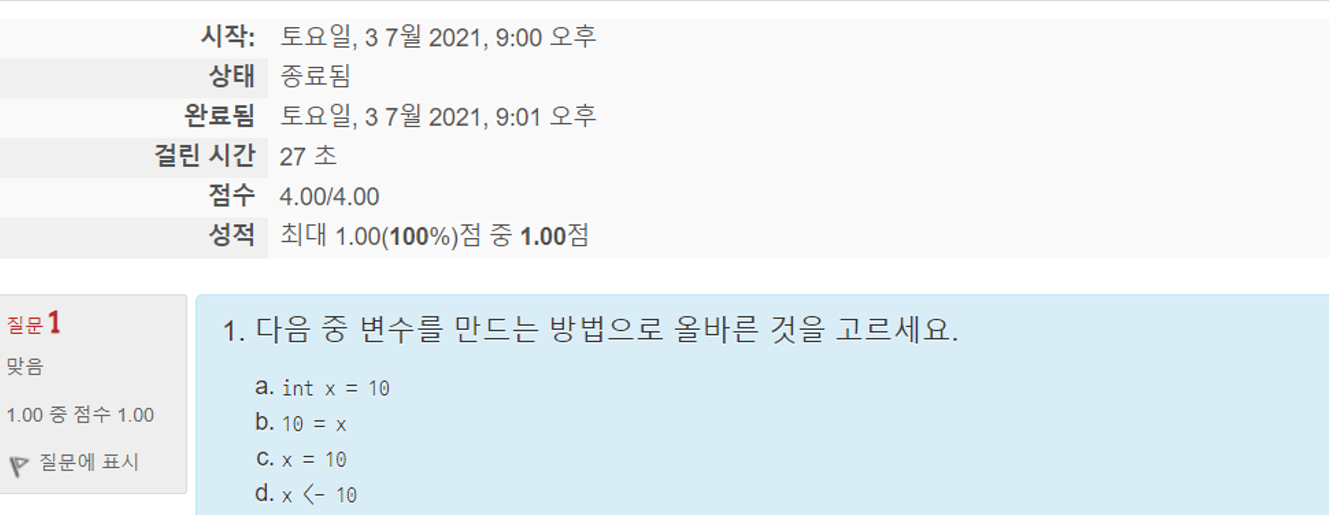 시작: 토요일, 3 7월 2021, 9:00 오후
상태 종료됨
완료됨 토요일, 3 7월 2021, 9:01 오후
걸린 시간 27 초
점수 4.00/4.00
성적 최대 1.00(100%)점 중 1.00점
질문 1
맞음
1.00 중 점수 1.00
질문에 표시
1. 다음 중 변수를 만드는 방법으로 올바른 것을 고르세요.
a. int x = 10
b. 10 = x
c. x = 10
d. x <- 10